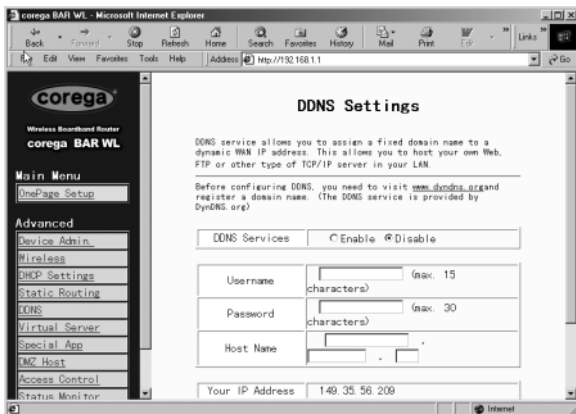 corega BAR WL - Microsoft Internet Explorer
Back Forward Stop Refresh Home Search Favorites History Mail Print Edit Links
Edit View Favorites Tools Help Address http://192.168.1.1 Go
corega
Wireless Boardband Router
corega BAR WL
Main Menu
OnePage Setup
Advanced
Device Admin.
Wireless
DHCP Settings
Static Routing
DDNS
Virtual Server
Special App
DMZ Host
Access Control
Status Monitor
DDNS Settings
DDNS service allows you to assign a fixed domain name to a
dynamic WAN IP address. This allows you to host your own Web,
FTP or other type of TCP/IP server in your LAN.
Before configuring DDNS, you need to visit www.dyndns.organd
register a domain name. (The DDNS service is provided by
DynDNS.org)
DDNS Services Enable Disable
Username (max. 15
characters)
Password (max. 30
characters)
Host Name .
.
Your IP Address 149.35.56.209
Internet